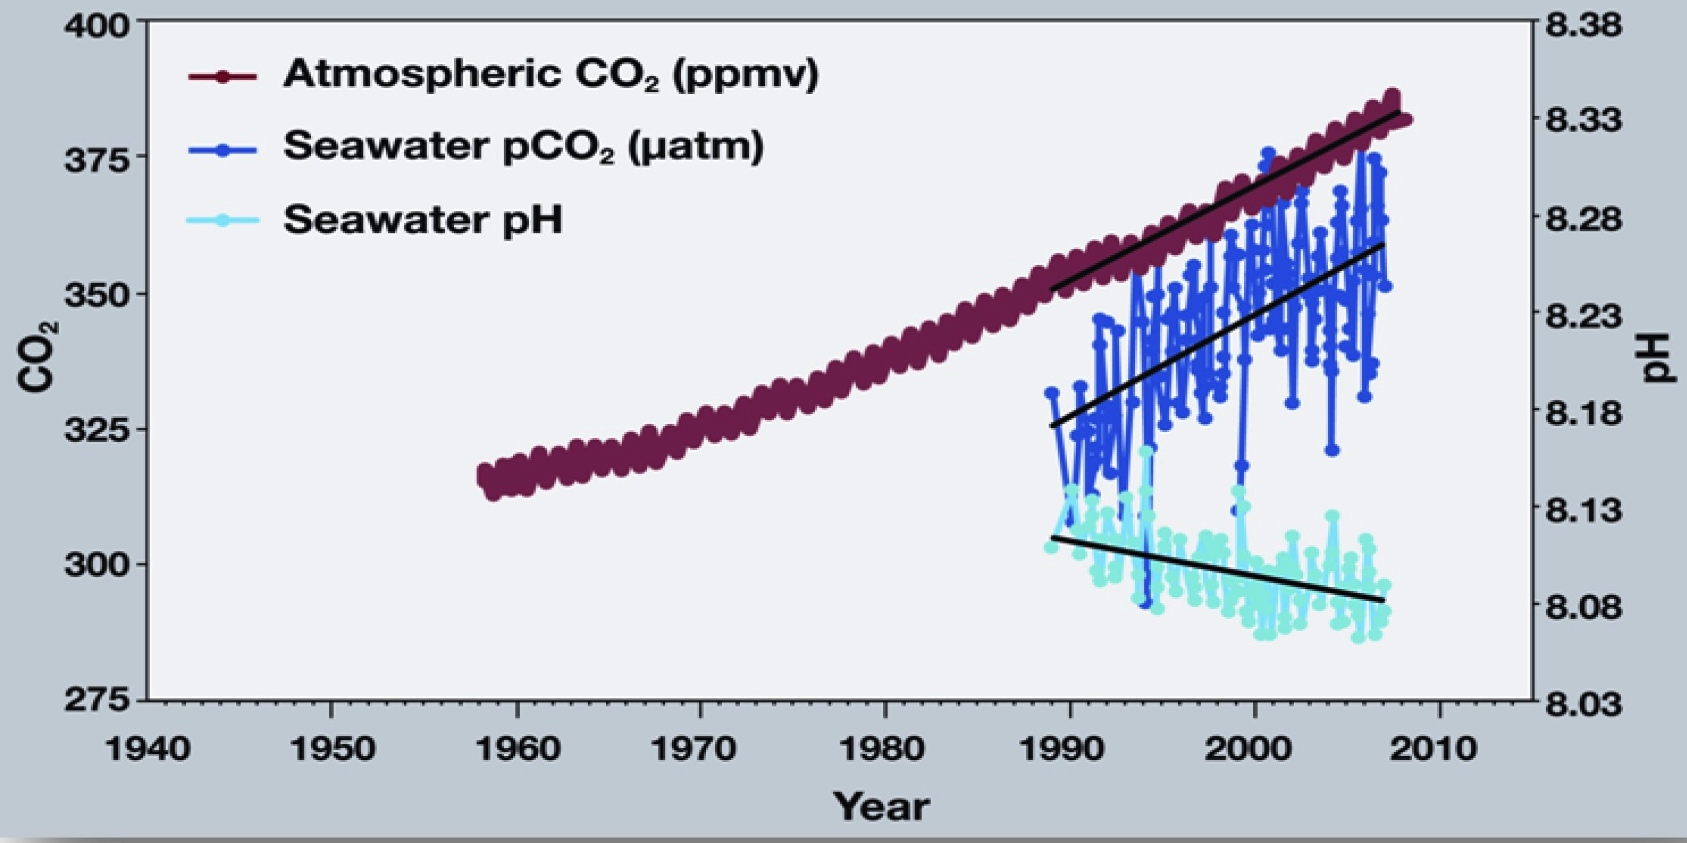 400
375
350
325
300
275
CO₂
Atmospheric CO₂ (ppmv)
Seawater pCO₂ (µatm)
Seawater pH
8.38
8.33
8.28
8.23
8.18
8.13
8.08
8.03
pH
1940 1950 1960 1970 1980 1990 2000 2010
Year